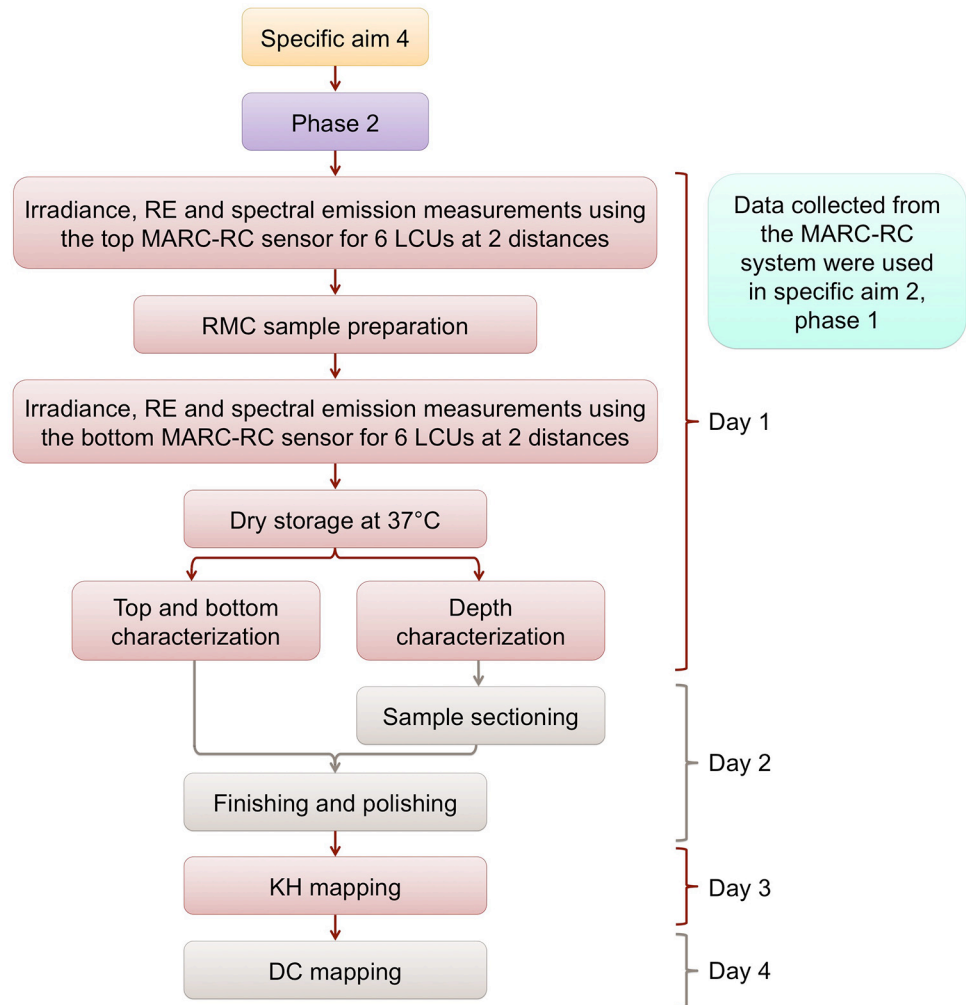 Specific aim 4
Phase 2
Irradiance, RE and spectral emission measurements using
the top MARC-RC sensor for 6 LCUs at 2 distances
Data collected from
the MARC-RC
system were used
in specific aim 2,
phase 1
RMC sample preparation
Irradiance, RE and spectral emission measurements using
the bottom MARC-RC sensor for 6 LCUs at 2 distances
Day 1
Dry storage at 37°C
Top and bottom
characterization
Depth
characterization
Sample sectioning
Day 2
Finishing and polishing
KH mapping
Day 3
DC mapping
Day 4